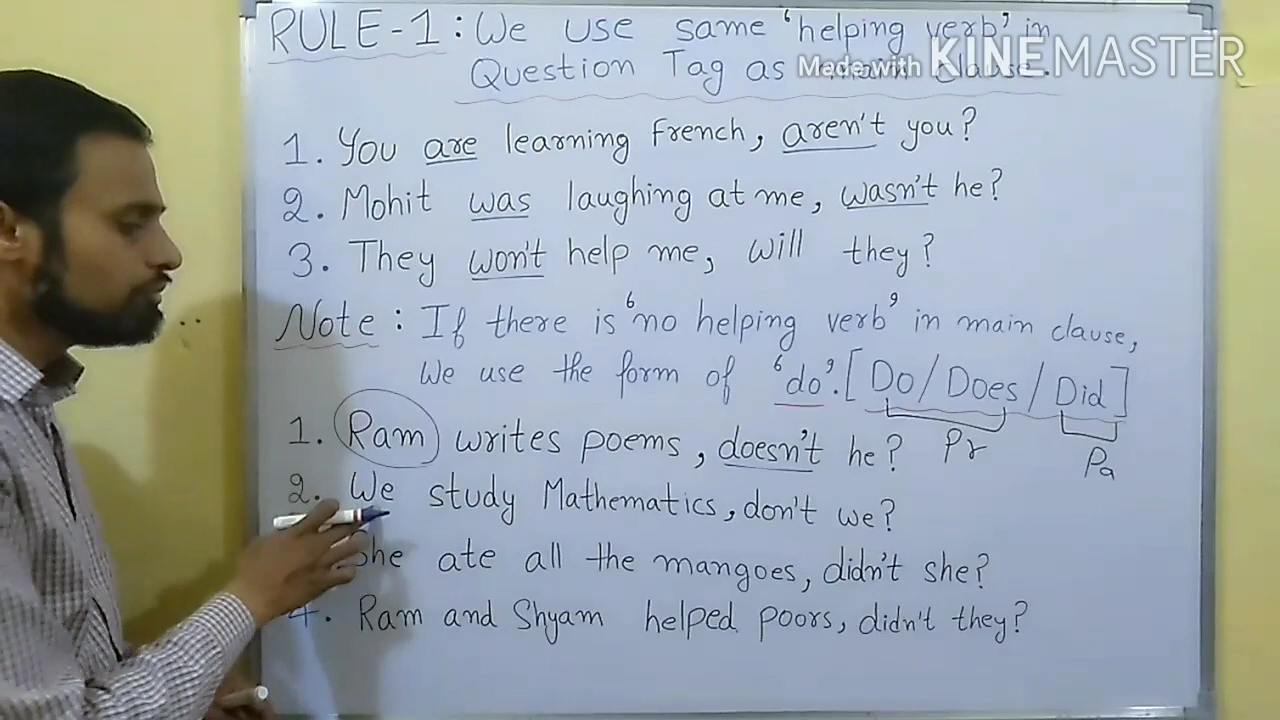 RULE-1: We use same 'helping verb' in
Question Tag as main clause.
Made with KINEMASTER
1. You are learning French, aren't you?
2. Mohit was laughing at me, wasn't he?
3. They won't help me, will they?
Note: If there is 'no helping verb' in main clause,
We use the form of 'do'. [Do/Does/Did]
1. Ram writes poems, doesn't he? Pr Pa
2. We study Mathematics, don't we?
She ate all the mangoes, didn't she?
4. Ram and Shyam helped poors, didn't they?